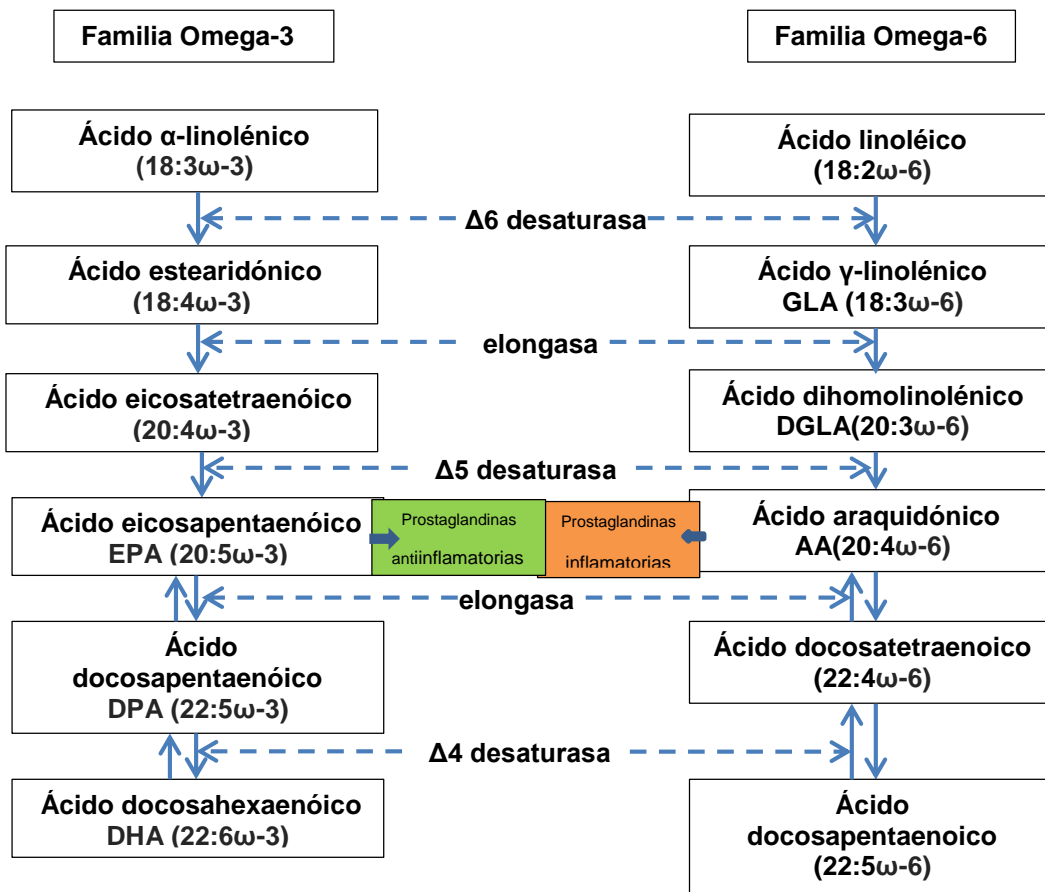 Familia Omega-3
Familia Omega-6
Ácido α-linolénico
(18:3ω-3)
Ácido linoléico
(18:2ω-6)
Δ6 desaturasa
Ácido estearidónico
(18:4ω-3)
Ácido γ-linolénico
GLA (18:3ω-6)
elongasa
Ácido eicosatetraenóico
(20:4ω-3)
Ácido dihomolinolénico
DGLA(20:3ω-6)
Δ5 desaturasa
Ácido eicosapentaenóico
EPA (20:5ω-3)
Prostaglandinas
antiinflamatorias
Prostaglandinas
inflamatorias
Ácido araquidónico
AA(20:4ω-6)
elongasa
Ácido
docosapentaenóico
DPA (22:5ω-3)
Ácido docosatetraenoico
(22:4ω-6)
Δ4 desaturasa
Ácido docosahexaenóico
DHA (22:6ω-3)
Ácido
docosapentaenoico
(22:5ω-6)